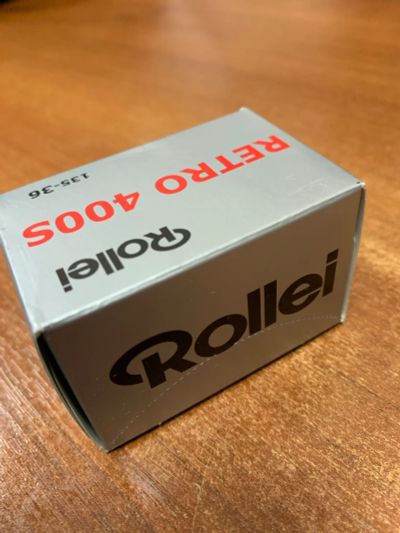 RETRO 400S
135-36
Rollei
Rollei